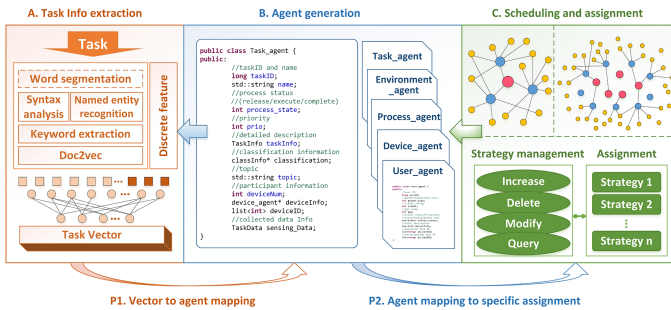 A. Task Info extraction
Task
Word segmentation
Syntax
analysis
Named entity
recognition
Keyword extraction
Doc2vec
Discrete feature
Task Vector
B. Agent generation
public class Task_agent {
public:
//taskID and name
long taskID;
std::string name;
//process status
//(release/execute/complete)
int process_state;
//priority
int prio;
//detailed description
TaskInfo taskInfo;
//classification information
classInfo* classification;
//topic
std::string topic;
//participant information
int deviceNum;
device_agent* deviceInfo;
list<int> deviceID;
//collected data Info
TaskData sensing_Data;
}
Task_agent
Environment
_agent
Process_agent
Device_agent
User_agent
C. Scheduling and assignment
Strategy management
Increase
Delete
Modify
Query
Assignment
Strategy 1
Strategy 2
Strategy n
P1. Vector to agent mapping
P2. Agent mapping to specific assignment